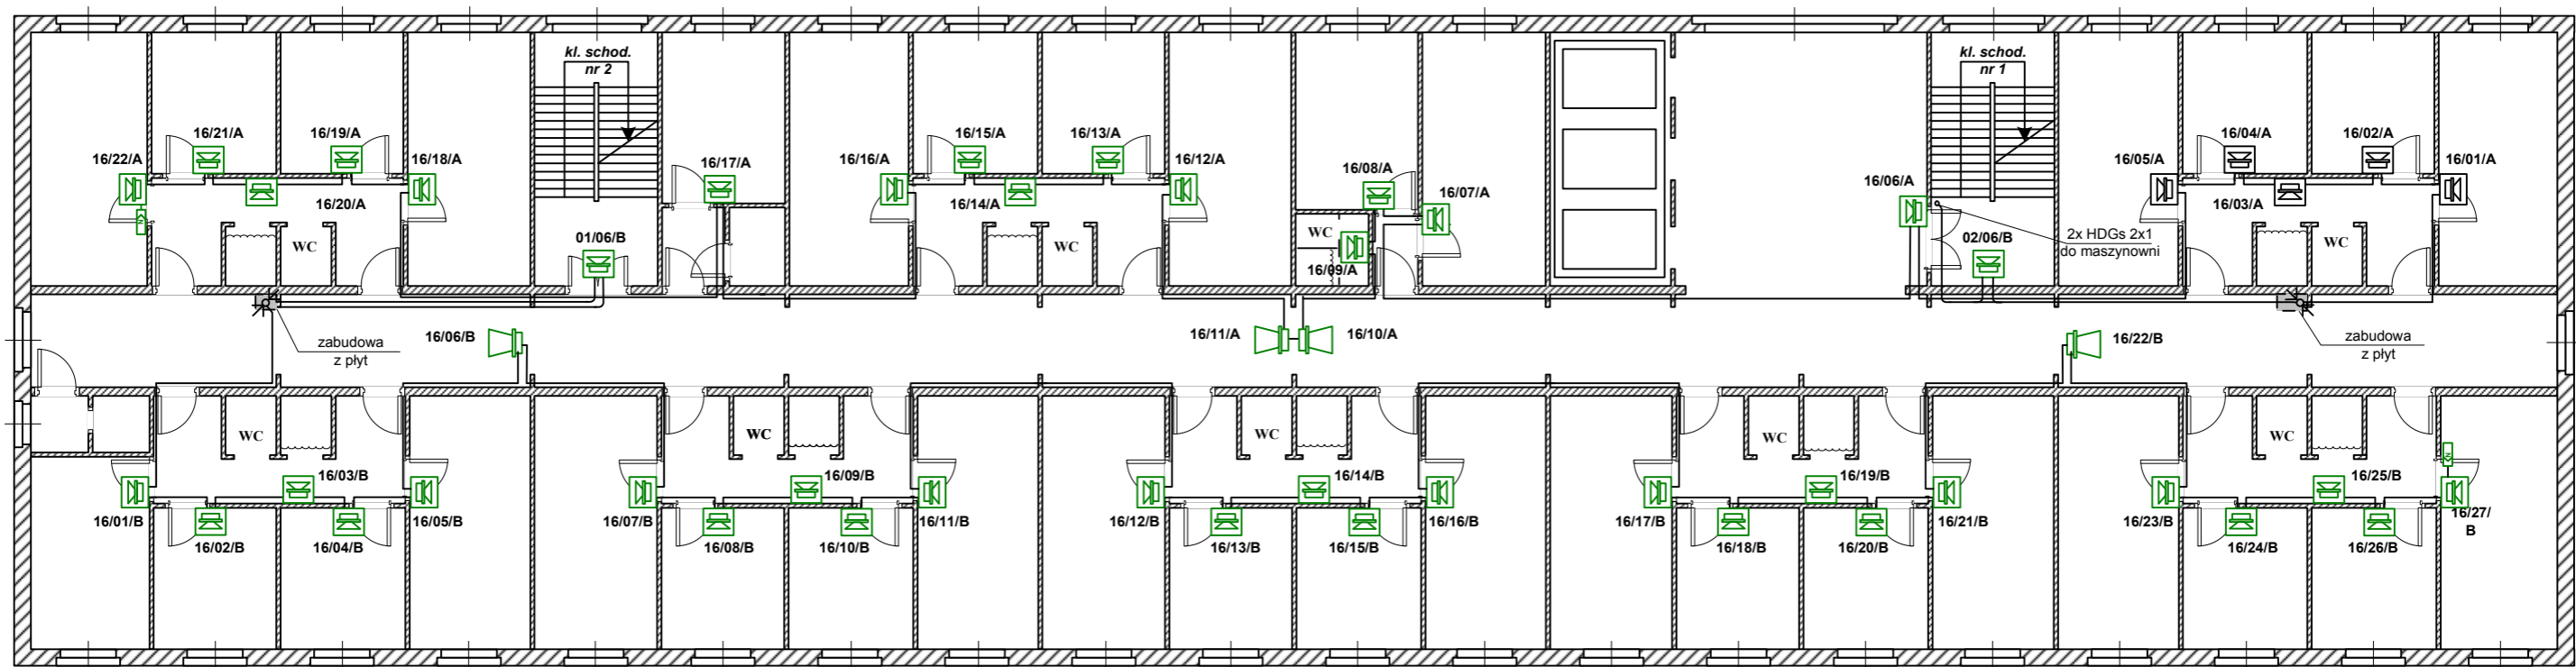 kl. schod.
nr 2
kl. schod.
nr 1
16/21/A
16/19/A
16/15/A
16/13/A
16/04/A
16/02/A
16/22/A
16/18/A
16/17/A
16/16/A
16/12/A
16/08/A
16/07/A
16/06/A
16/05/A
16/01/A
16/20/A
16/14/A
16/03/A
WC
WC
WC
WC
01/06/B
16/09/A
02/06/B
2x HDGs 2x1
do maszynowni
16/06/B
16/11/A
16/10/A
16/22/B
zabudowa
z płyt
zabudowa
z płyt
WC
WC
WC
WC
WC
16/03/B
16/09/B
16/14/B
16/19/B
16/25/B
16/01/B
16/05/B
16/07/B
16/11/B
16/12/B
16/16/B
16/17/B
16/21/B
16/23/B
16/27/
B
16/02/B
16/04/B
16/08/B
16/10/B
16/13/B
16/15/B
16/18/B
16/20/B
16/24/B
16/26/B